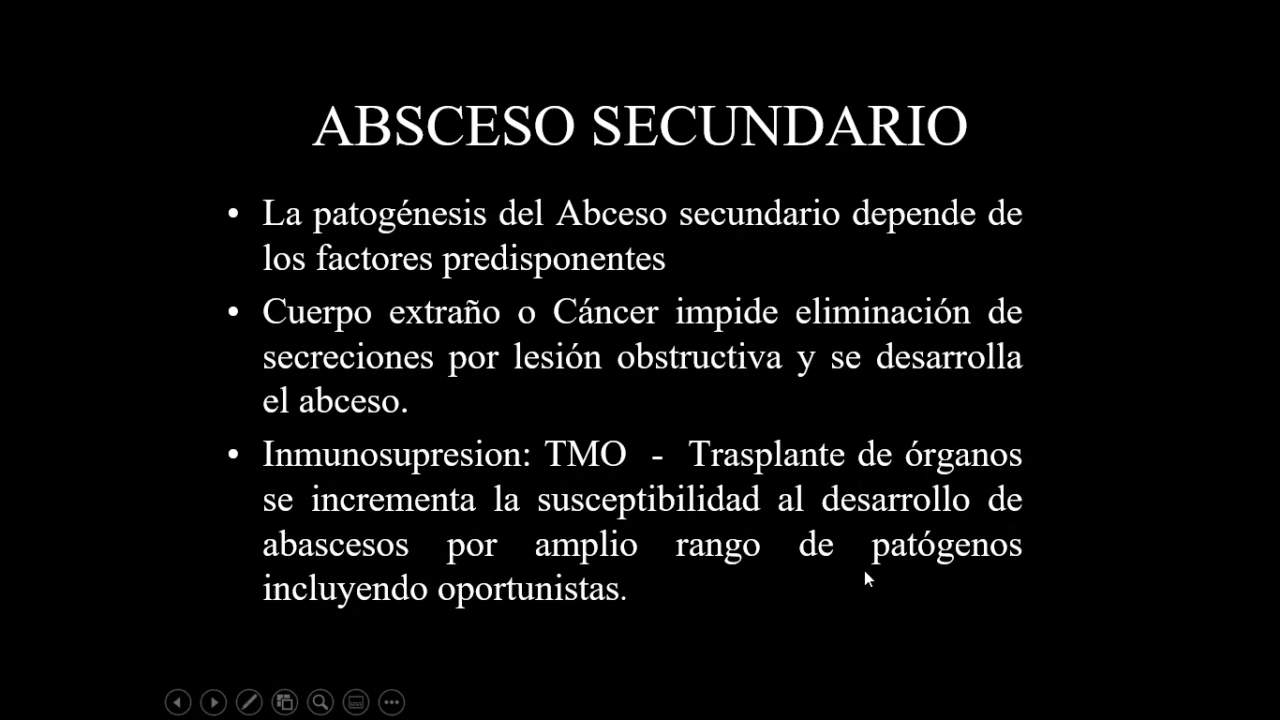 ABSCESO SECUNDARIO
• La patogénesis del Abceso secundario depende de
los factores predisponentes
• Cuerpo extraño o Cáncer impide eliminación de
secreciones por lesión obstructiva y se desarrolla
el abceso.
• Inmunosupresion: TMO - Trasplante de órganos
se incrementa la susceptibilidad al desarrollo de
abascesos por amplio rango de patógenos
incluyendo oportunistas.